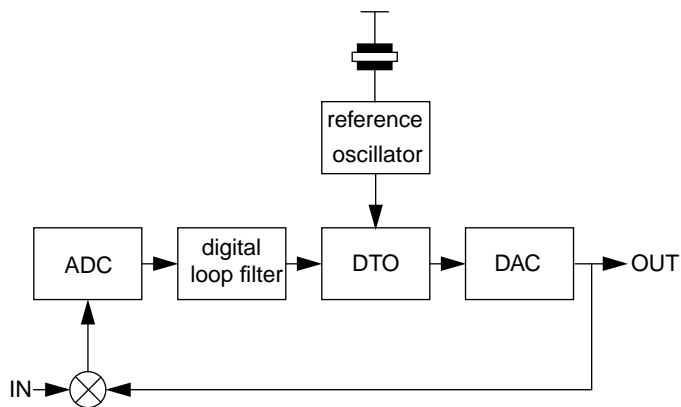 reference
oscillator
ADC
digital
loop filter
DTO
DAC
OUT
IN